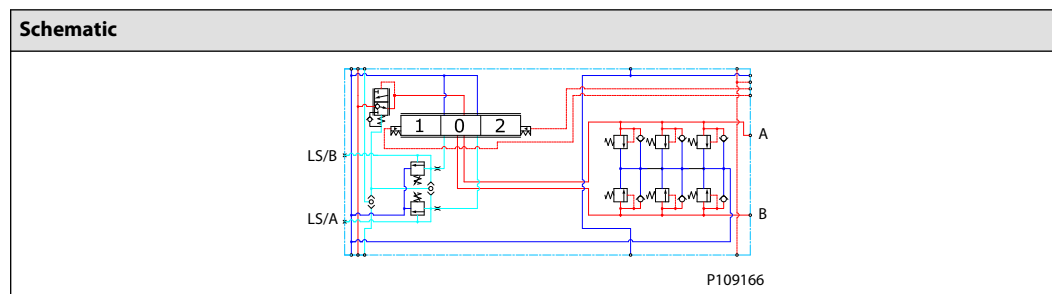 Schematic
1 0 2
A
LS/B
LS/A
B
P109166